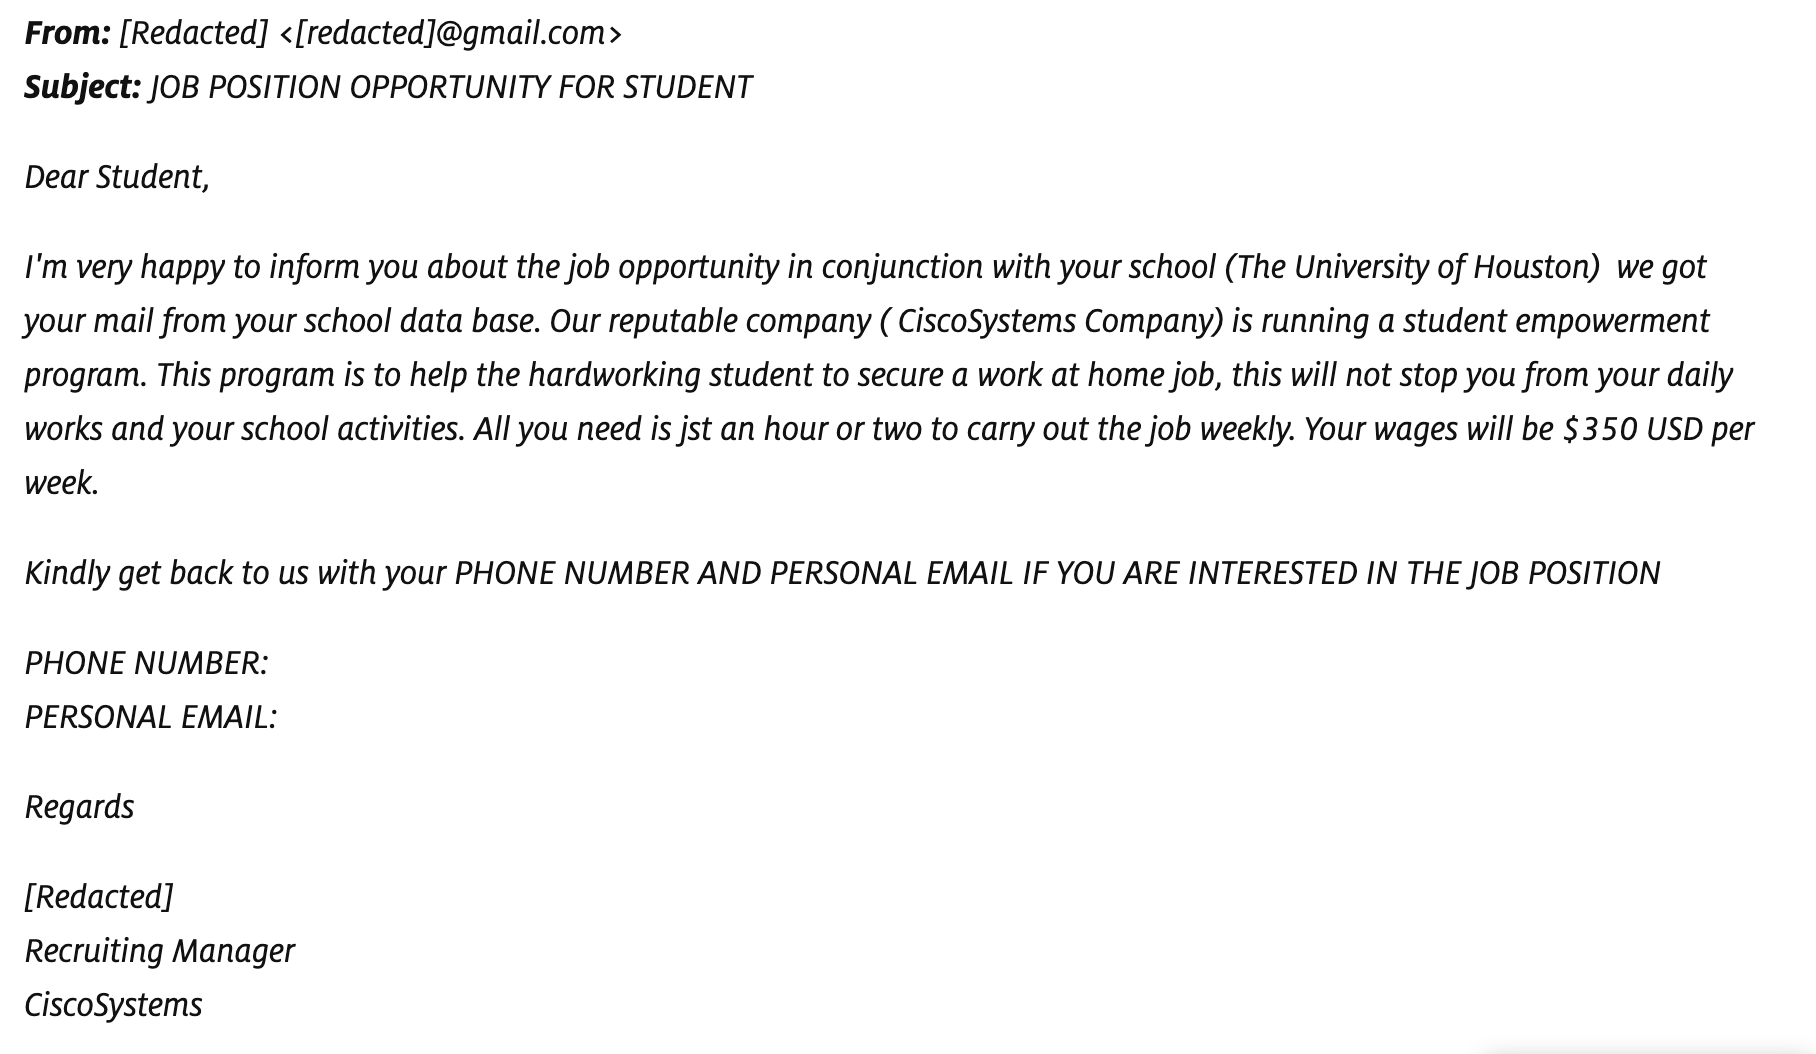 From: [Redacted] <[redacted]@gmail.com>
Subject: JOB POSITION OPPORTUNITY FOR STUDENT
Dear Student,
I'm very happy to inform you about the job opportunity in conjunction with your school (The University of Houston)  we got
your mail from your school data base. Our reputable company ( CiscoSystems Company) is running a student empowerment
program. This program is to help the hardworking student to secure a work at home job, this will not stop you from your daily
works and your school activities. All you need is jst an hour or two to carry out the job weekly. Your wages will be $350 USD per
week.
Kindly get back to us with your PHONE NUMBER AND PERSONAL EMAIL IF YOU ARE INTERESTED IN THE JOB POSITION
PHONE NUMBER:
PERSONAL EMAIL:
Regards
[Redacted]
Recruiting Manager
CiscoSystems